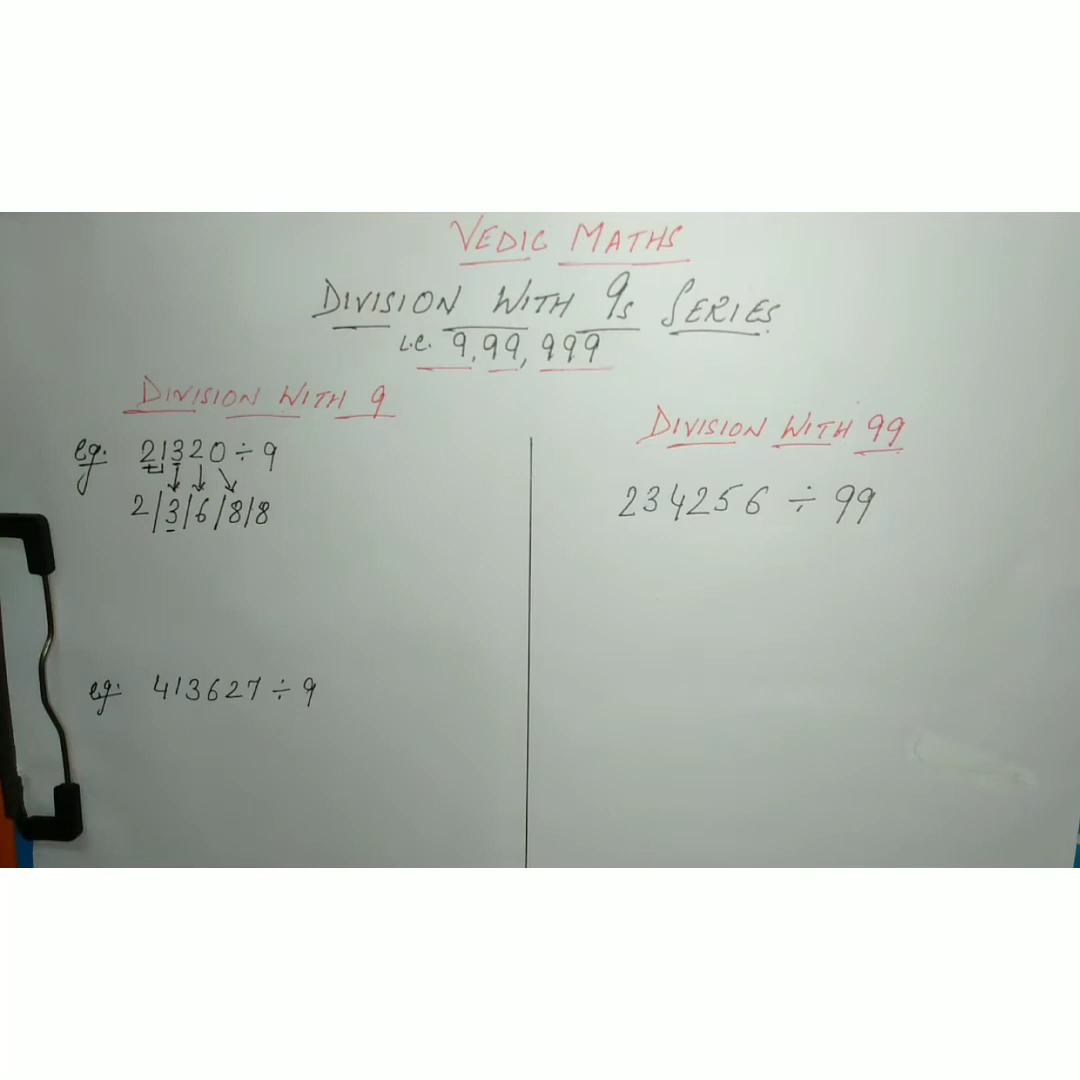 VEDIC MATHS
DIVISION WITH 9s SERIES
i.e. 9, 99, 999
DIVISION WITH 9
eg. 21320 ÷ 9
2/3/6/8/8
eg. 413627 ÷ 9
DIVISION WITH 99
234256 ÷ 99